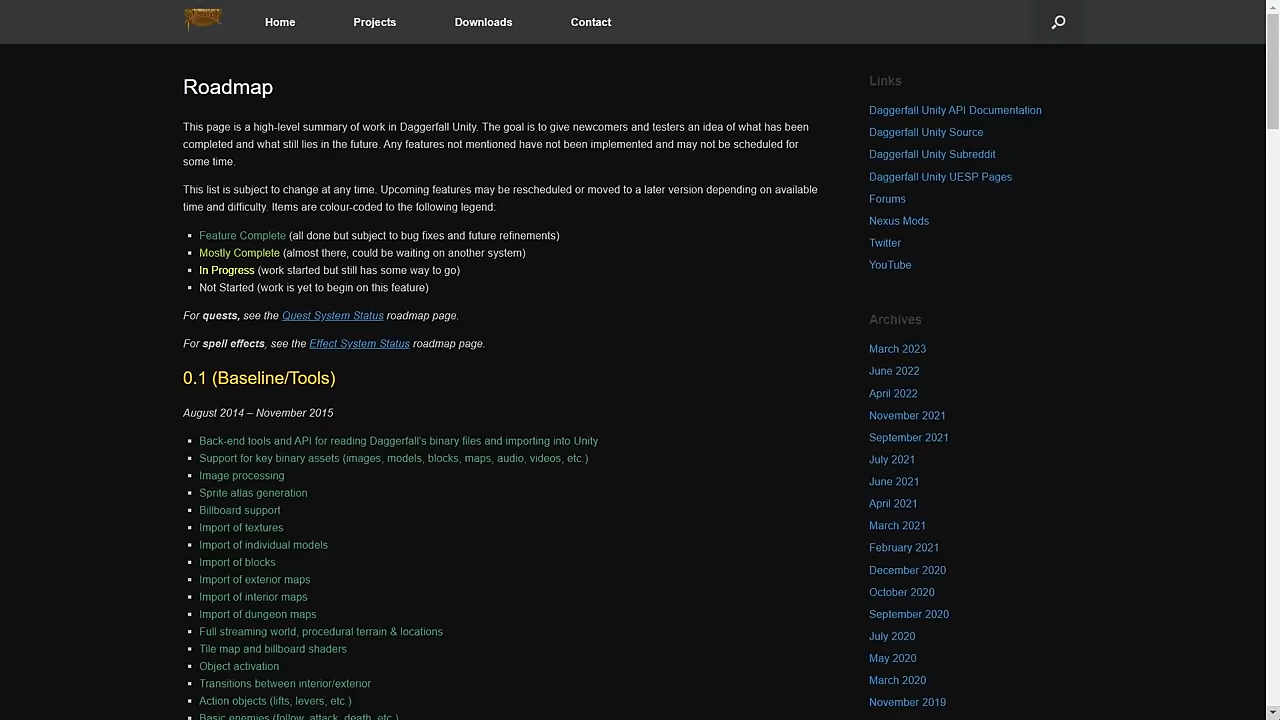 Home Projects Downloads Contact
Roadmap
This page is a high-level summary of work in Daggerfall Unity. The goal is to give newcomers and testers an idea of what has been
completed and what still lies in the future. Any features not mentioned have not been implemented and may not be scheduled for
some time.
This list is subject to change at any time. Upcoming features may be rescheduled or moved to a later version depending on available
time and difficulty. Items are colour-coded to the following legend:
Feature Complete (all done but subject to bug fixes and future refinements)
Mostly Complete (almost there, could be waiting on another system)
In Progress (work started but still has some way to go)
Not Started (work is yet to begin on this feature)
For quests, see the Quest System Status roadmap page.
For spell effects, see the Effect System Status roadmap page.
0.1 (Baseline/Tools)
August 2014 – November 2015
Back-end tools and API for reading Daggerfall's binary files and importing into Unity
Support for key binary assets (images, models, blocks, maps, audio, videos, etc.)
Image processing
Sprite atlas generation
Billboard support
Import of textures
Import of individual models
Import of blocks
Import of exterior maps
Import of interior maps
Import of dungeon maps
Full streaming world, procedural terrain & locations
Tile map and billboard shaders
Object activation
Transitions between interior/exterior
Action objects (lifts, levers, etc.)
Basic enemies (follow, attack, death, etc.)
Links
Daggerfall Unity API Documentation
Daggerfall Unity Source
Daggerfall Unity Subreddit
Daggerfall Unity UESP Pages
Forums
Nexus Mods
Twitter
YouTube
Archives
March 2023
June 2022
April 2022
November 2021
September 2021
July 2021
June 2021
April 2021
March 2021
February 2021
December 2020
October 2020
September 2020
July 2020
May 2020
March 2020
November 2019